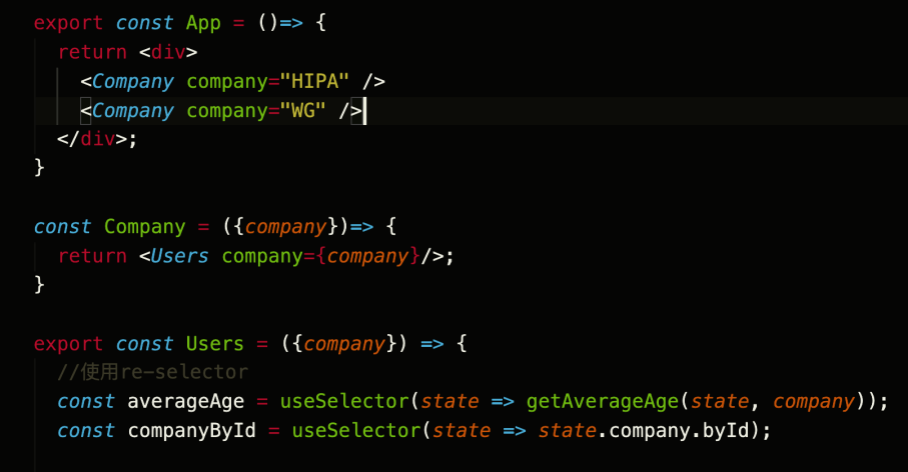 export const App = ()=> {
return <div>
<Company company="HIPA" />
<Company company="WG" />
</div>;
}
const Company = ({company})=> {
return <Users company={company}/>;
}
export const Users = ({company}) => {
//使用re-selector
const averageAge = useSelector(state => getAverageAge(state, company));
const companyById = useSelector(state => state.company.byId);